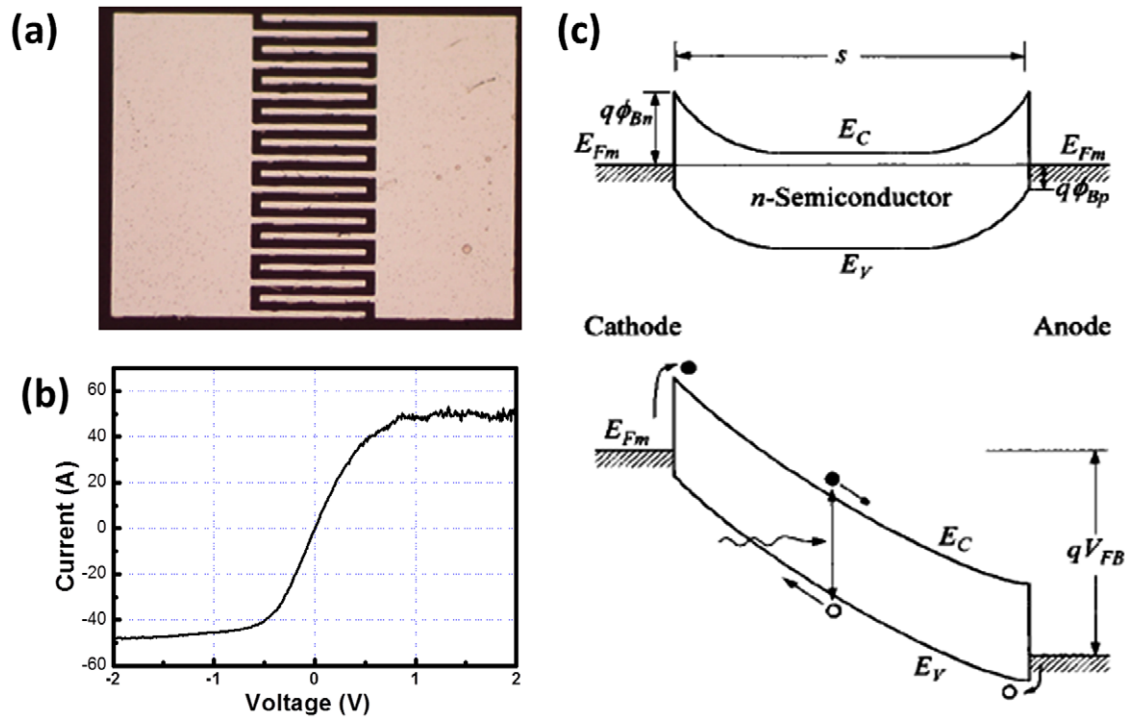 (a)
(b)
60
40
20
0
-20
-40
-60
Current (A)
-2
-1
0
1
2
Voltage (V)
(c)
s
qϕBn
EC
EFm
EFm
n-Semiconductor
qϕBp
EV
Cathode
Anode
EFm
EC
qVFB
EV